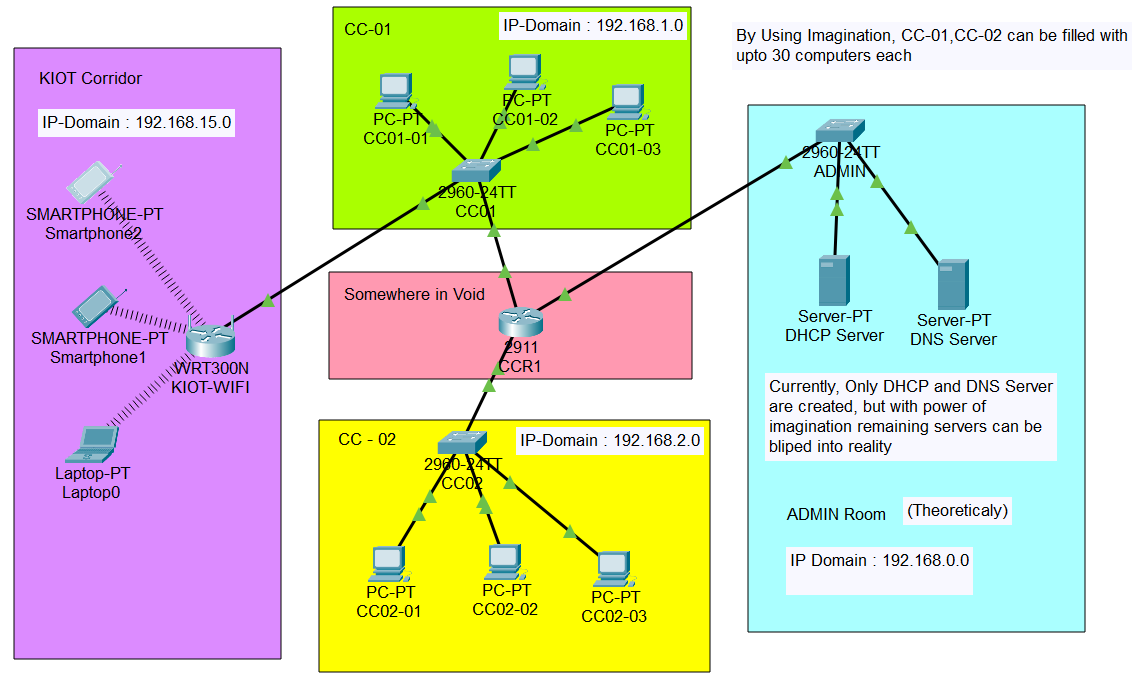 KIOT Corridor
IP-Domain : 192.168.15.0
SMARTPHONE-PT
Smartphone2
SMARTPHONE-PT
Smartphone1
WRT300N
KIOT-WIFI
Laptop-PT
Laptop0
CC-01
IP-Domain : 192.168.1.0
PC-PT
CC01-01
PC-PT
CC01-02
PC-PT
CC01-03
2960-24TT
CC01
Somewhere in Void
2911
CCR1
CC - 02
IP-Domain : 192.168.2.0
2960-24TT
CC02
PC-PT
CC02-01
PC-PT
CC02-02
PC-PT
CC02-03
By Using Imagination, CC-01,CC-02 can be filled with
upto 30 computers each
2960-24TT
ADMIN
Server-PT
DHCP Server
Server-PT
DNS Server
Currently, Only DHCP and DNS Server
are created, but with power of
imagination remaining servers can be
bliped into reality
ADMIN Room
(Theoreticaly)
IP Domain : 192.168.0.0